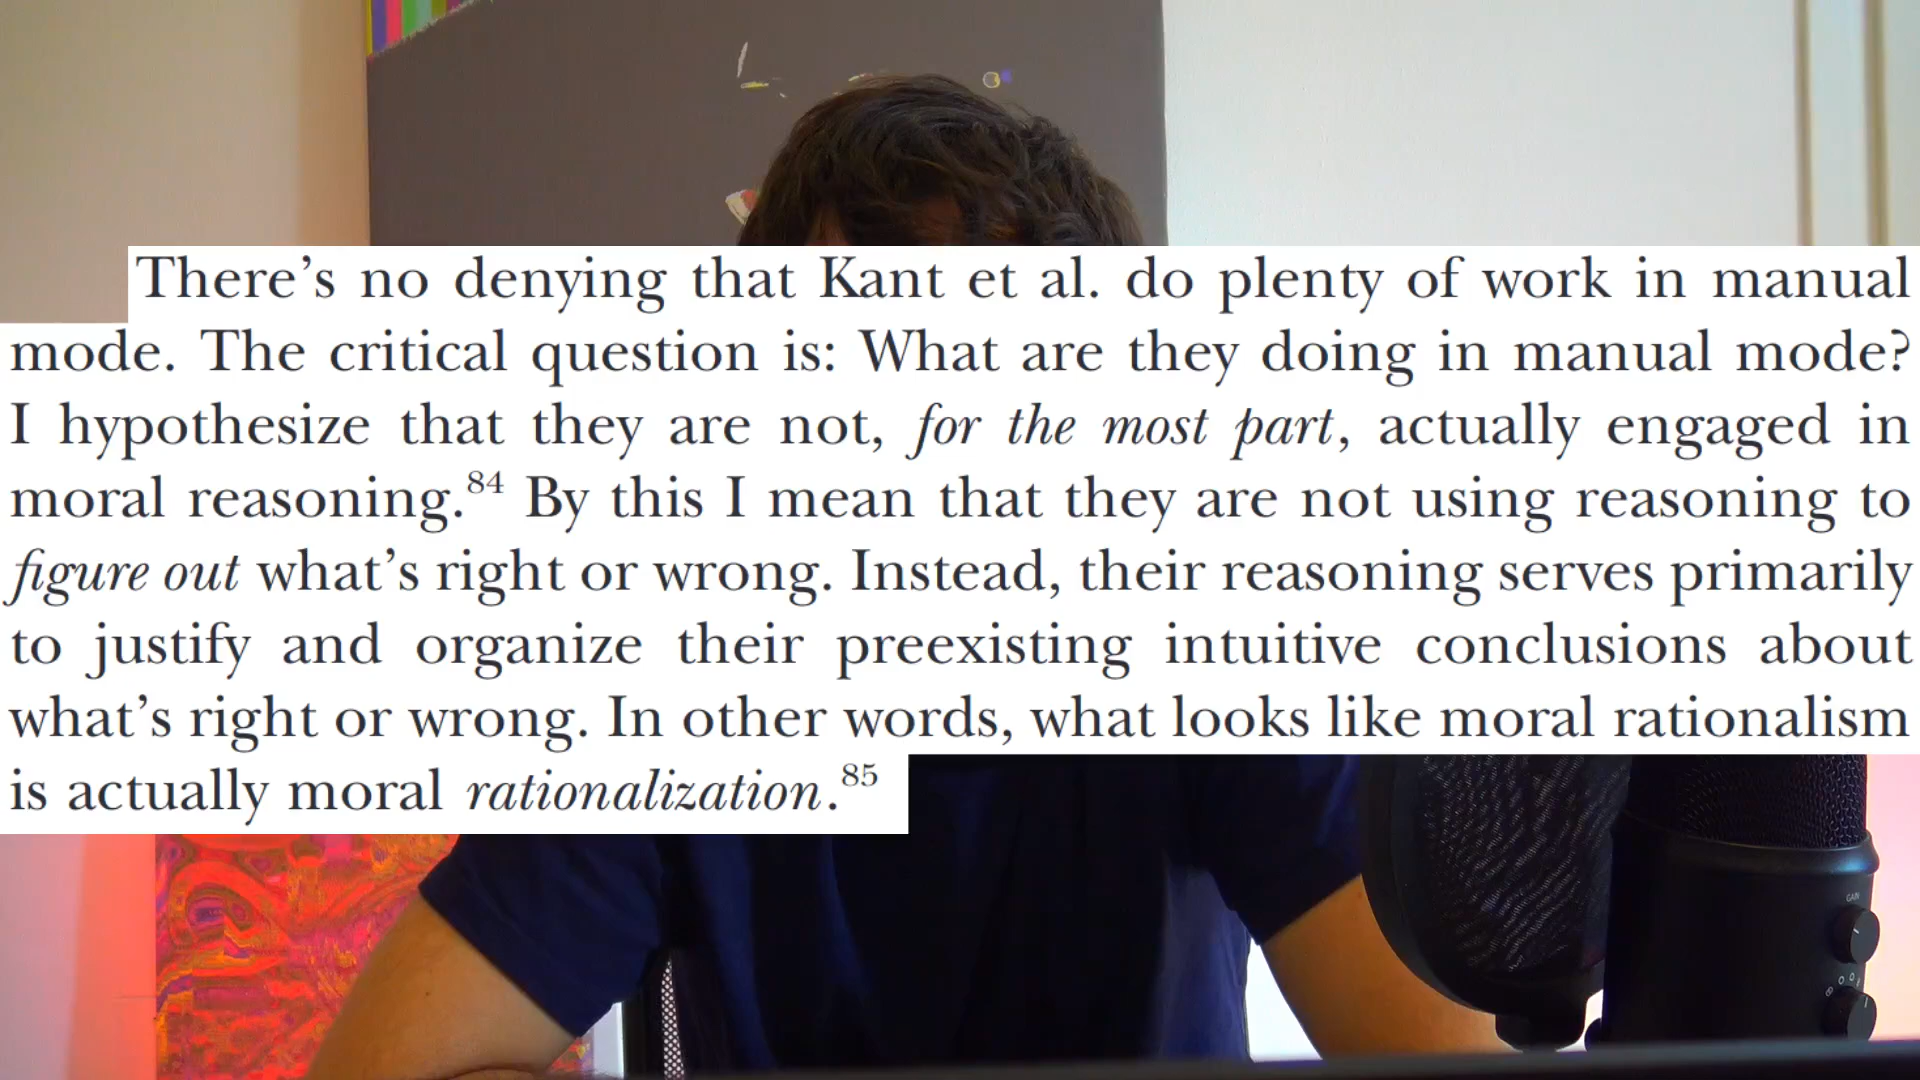 There’s no denying that Kant et al. do plenty of work in manual
mode. The critical question is: What are they doing in manual mode?
I hypothesize that they are not, for the most part, actually engaged in
moral reasoning.84 By this I mean that they are not using reasoning to
figure out what’s right or wrong. Instead, their reasoning serves primarily
to justify and organize their preexisting intuitive conclusions about
what’s right or wrong. In other words, what looks like moral rationalism
is actually moral rationalization.85
GAIN